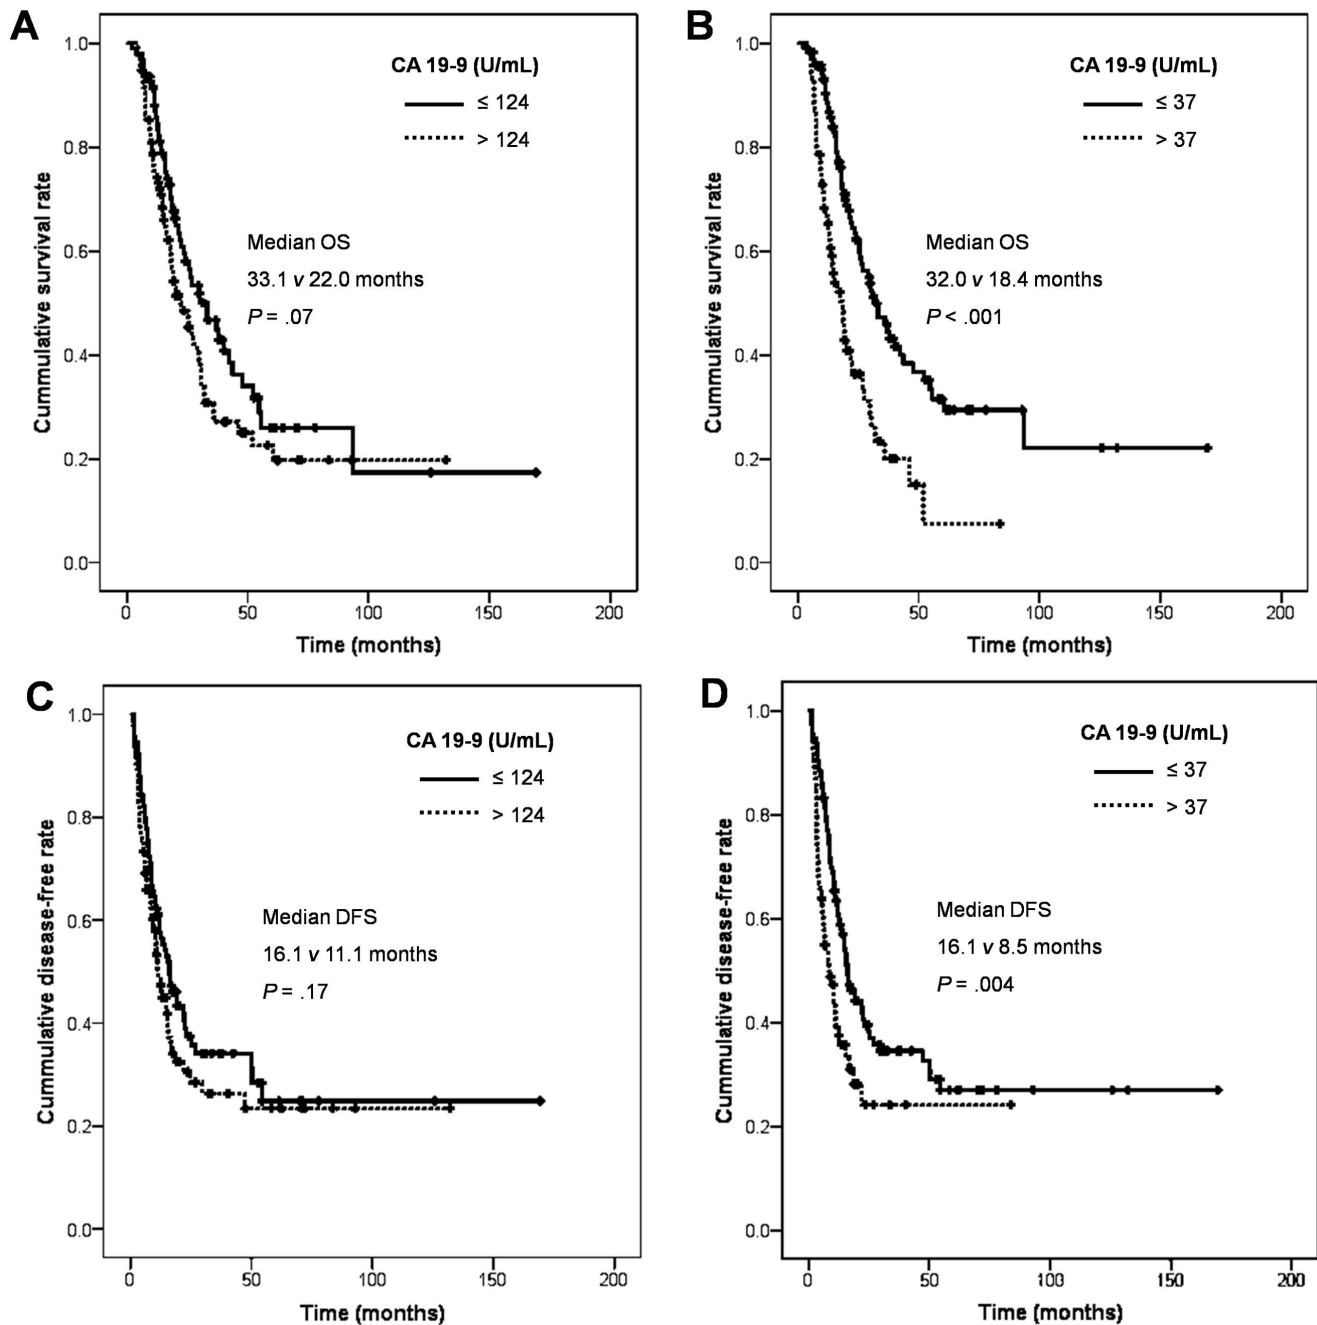 A
CA 19-9 (U/mL)
≤ 124
> 124
Median OS
33.1 v 22.0 months
P = .07
Cummulative survival rate
1.0
0.8
0.6
0.4
0.2
0.0
0 50 100 150 200
Time (months)
B
CA 19-9 (U/mL)
≤ 37
> 37
Median OS
32.0 v 18.4 months
P < .001
Cummulative survival rate
1.0
0.8
0.6
0.4
0.2
0.0
0 50 100 150 200
Time (months)
C
CA 19-9 (U/mL)
≤ 124
> 124
Median DFS
16.1 v 11.1 months
P = .17
Cummulative disease-free rate
1.0
0.8
0.6
0.4
0.2
0.0
0 50 100 150 200
Time (months)
D
CA 19-9 (U/mL)
≤ 37
> 37
Median DFS
16.1 v 8.5 months
P = .004
Cummulative disease-free rate
1.0
0.8
0.6
0.4
0.2
0.0
0 50 100 150 200
Time (months)